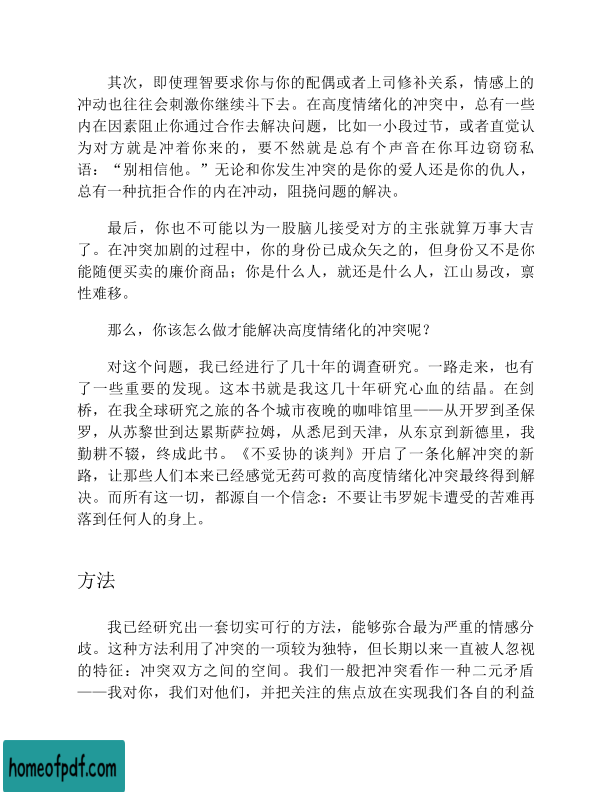 其次，即使理智要求你与你的配偶或者上司修补关系，情感上的
冲动也往往会刺激你继续斗下去。在高度情绪化的冲突中，总有一些
内在因素阻止你通过合作去解决问题，比如一小段过节，或者直觉认
为对方就是冲着你来的，要不然就是总有个声音在你耳边窃窃私
语：“别相信他。”无论和你发生冲突的是你的爱人还是你的仇人，
总有一种抗拒合作的内在冲动，阻挠问题的解决。
最后，你也不可能以为一股脑儿接受对方的主张就算万事大吉
了。在冲突加剧的过程中，你的身份已成众矢之的，但身份又不是你
能随便买卖的廉价商品；你是什么人，就还是什么人，江山易改，禀
性难移。
那么，你该怎么做才能解决高度情绪化的冲突呢？
对这个问题，我已经进行了几十年的调查研究。一路走来，也有
了一些重要的发现。这本书就是我这几十年研究心血的结晶。在剑
桥，在我全球研究之旅的各个城市夜晚的咖啡馆里——从开罗到圣保
罗，从苏黎世到达累斯萨拉姆，从悉尼到天津，从东京到新德里，我
勤耕不辍，终成此书。《不妥协的谈判》开启了一条化解冲突的新
路，让那些人们本来已经感觉无药可救的高度情绪化冲突最终得到解
决。而所有这一切，都源自一个信念：不要让韦罗妮卡遭受的苦难再
落到任何人的身上。
方法
我已经研究出一套切实可行的方法，能够弥合最为严重的情感分
歧。这种方法利用了冲突的一项较为独特，但长期以来一直被人忽视
的特征：冲突双方之间的空间。我们一般把冲突看作一种二元矛盾
——我对你，我们对他们，并把关注的焦点放在实现我们各自的利益
homeofpdf.com